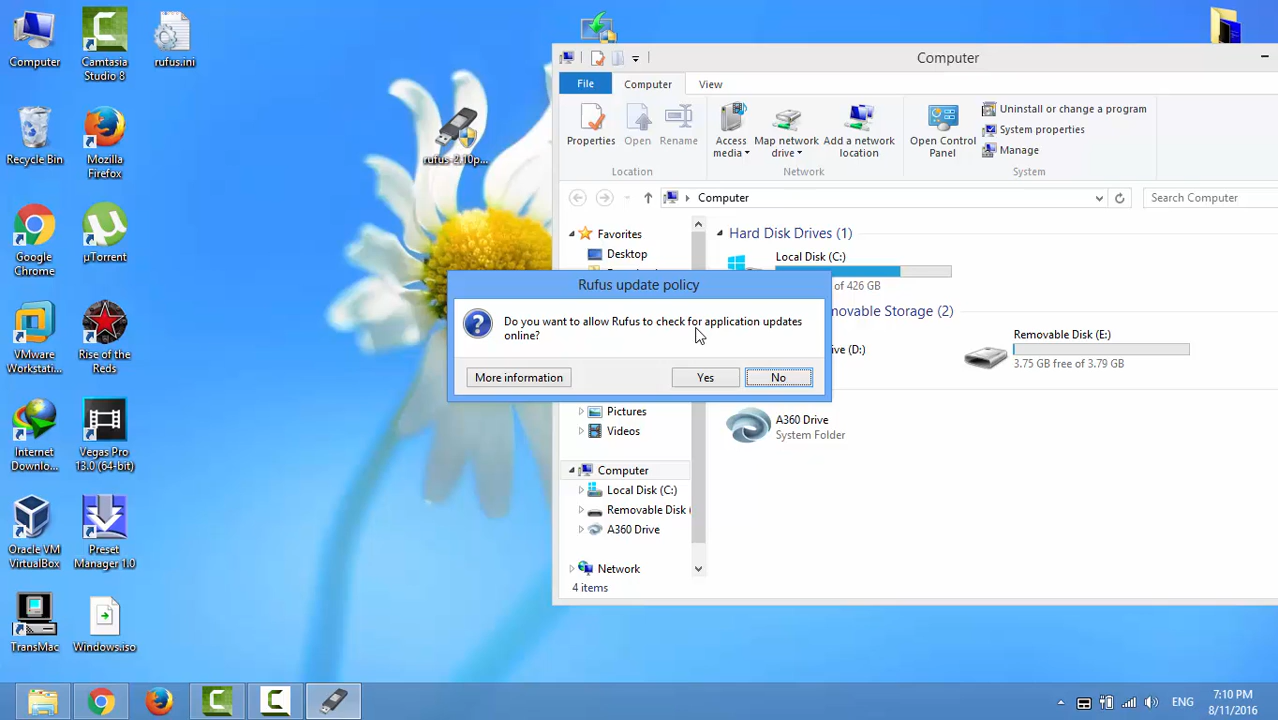 Computer
Camtasia
Studio 8
rufus.ini
Recycle Bin
Mozilla
Firefox
Google
Chrome
µTorrent
VMware
Workstati...
Rise of the
Reds
Internet
Downlo...
Vegas Pro
13.0 (64-bit)
Oracle VM
VirtualBox
Preset
Manager 1.0
TransMac
Windows.iso
rufus-2.10p...
Computer
File
Computer
View
Properties
Open
Rename
Location
Access
media
Map network
drive
Add a network
location
Network
Open Control
Panel
Uninstall or change a program
System properties
Manage
System
Computer
Search Computer
Favorites
Desktop
Pictures
Videos
Computer
Local Disk (C:)
Removable Disk (
A360 Drive
Network
4 items
Hard Disk Drives (1)
Local Disk (C:)
of 426 GB
movable Storage (2)
ve (D:)
Removable Disk (E:)
3.75 GB free of 3.79 GB
A360 Drive
System Folder
Rufus update policy
Do you want to allow Rufus to check for application updates
online?
More information
Yes
No
ENG
7:10 PM
8/11/2016